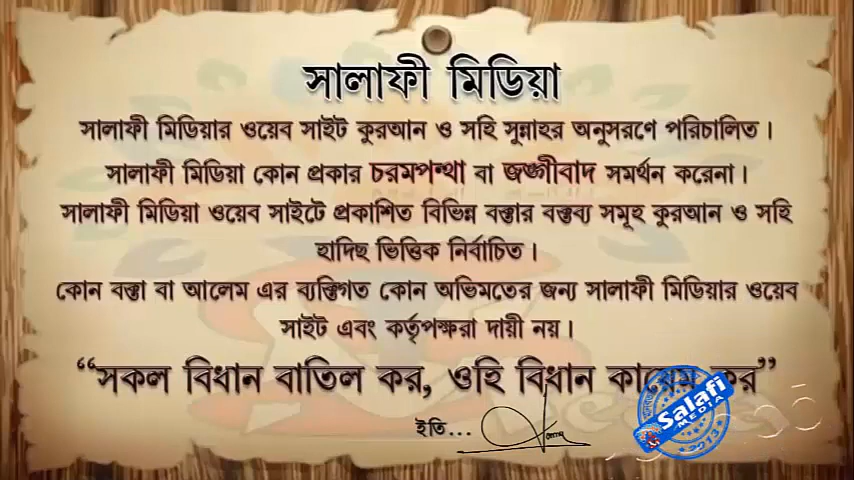 সালাফী মিডিয়া
সালাফী মিডিয়ার ওয়েব সাইট কুরআন ও সহি সুন্নাহর অনুসরণে পরিচালিত।
সালাফী মিডিয়া কোন প্রকার চরমপন্থা বা জঙ্গীবাদ সমর্থন করেনা।
সালাফী মিডিয়া ওয়েব সাইটে প্রকাশিত বিভিন্ন বক্তার বক্তব্য সমূহ কুরআন ও সহি
হাদিছ ভিত্তিক নির্বাচিত।
কোন বক্তা বা আলেম এর ব্যক্তিগত কোন অভিমতের জন্য সালাফী মিডিয়ার ওয়েব
সাইট এবং কর্তৃপক্ষরা দায়ী নয়।
“সকল বিধান বাতিল কর, ওহি বিধান কায়েম কর”
ইতি...
Salafi
MEDIA
2013